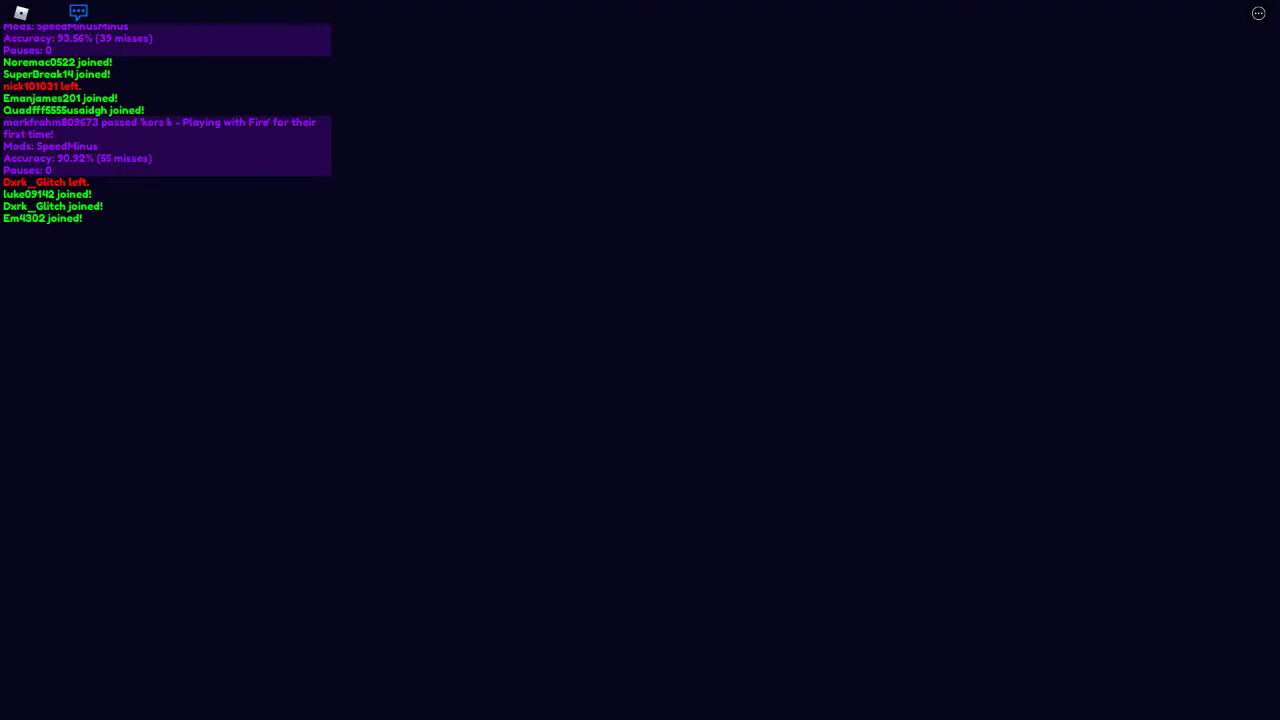 Mods: SpeedMinusMinus
Accuracy: 93.56% (39 misses)
Pauses: 0
Noremac0522 joined!
SuperBreak14 joined!
nick101031 left.
Emanjames201 joined!
Quadfff5555usaidgh joined!
markfrahm809673 passed 'kors k - Playing with Fire' for their
first time!
Mods: SpeedMinus
Accuracy: 90.92% (55 misses)
Pauses: 0
Dxrk_Glitch left.
luke09142 joined!
Dxrk_Glitch joined!
Em4302 joined!